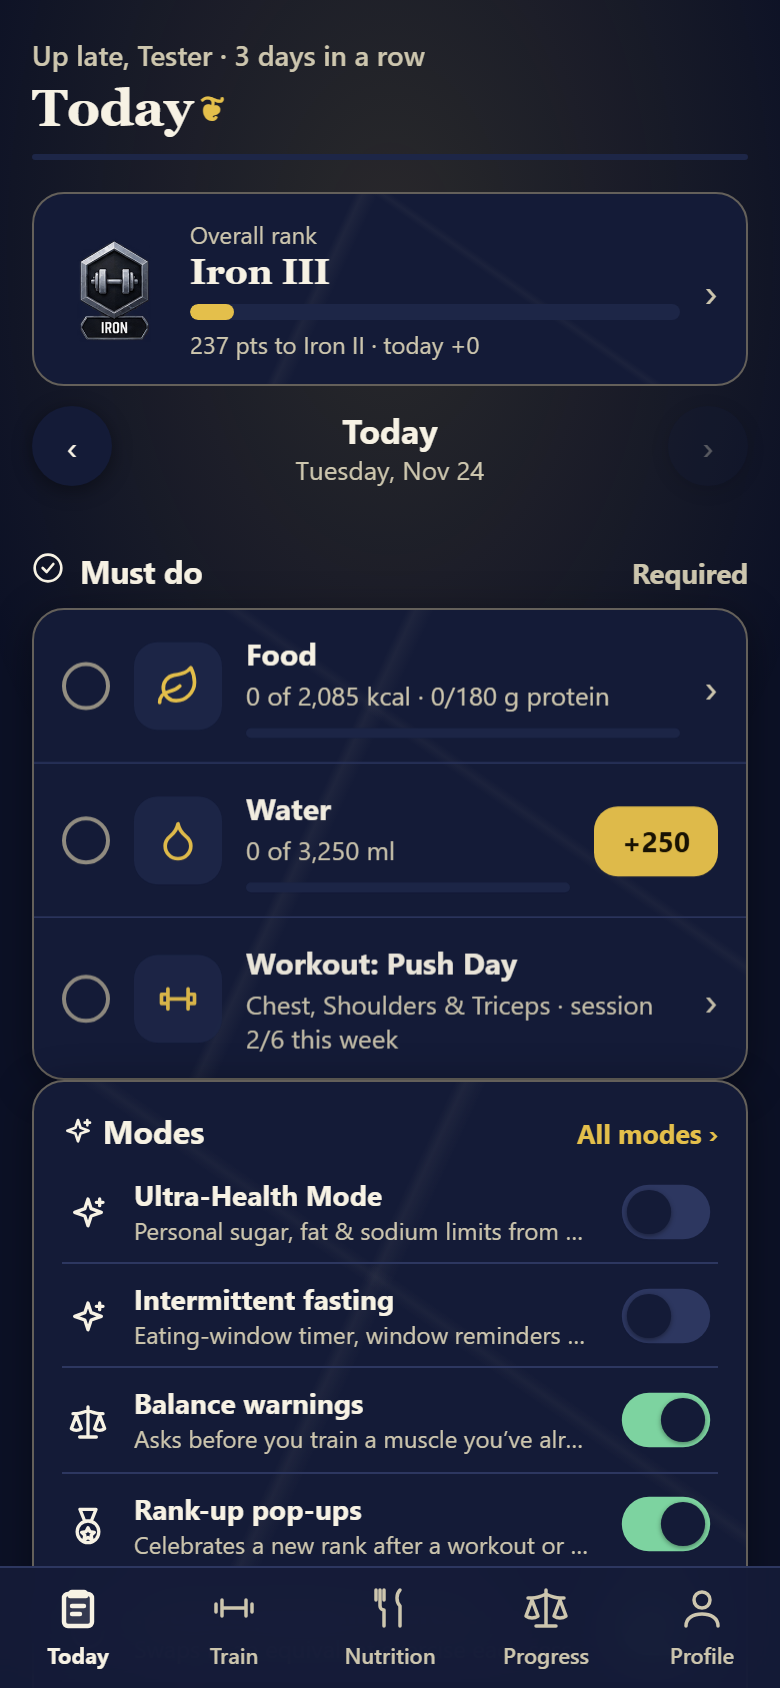 Up late, Tester · 3 days in a row
Today
Overall rank
Iron III
IRON
237 pts to Iron II · today +0
Today
Tuesday, Nov 24
Must do
Required
Food
0 of 2,085 kcal · 0/180 g protein
Water
0 of 3,250 ml
+250
Workout: Push Day
Chest, Shoulders & Triceps · session
2/6 this week
Modes
All modes ›
Ultra-Health Mode
Personal sugar, fat & sodium limits from ...
Intermittent fasting
Eating-window timer, window reminders ...
Balance warnings
Asks before you train a muscle you’ve alr...
Rank-up pop-ups
Celebrates a new rank after a workout or ...
Today
Train
Nutrition
Progress
Profile